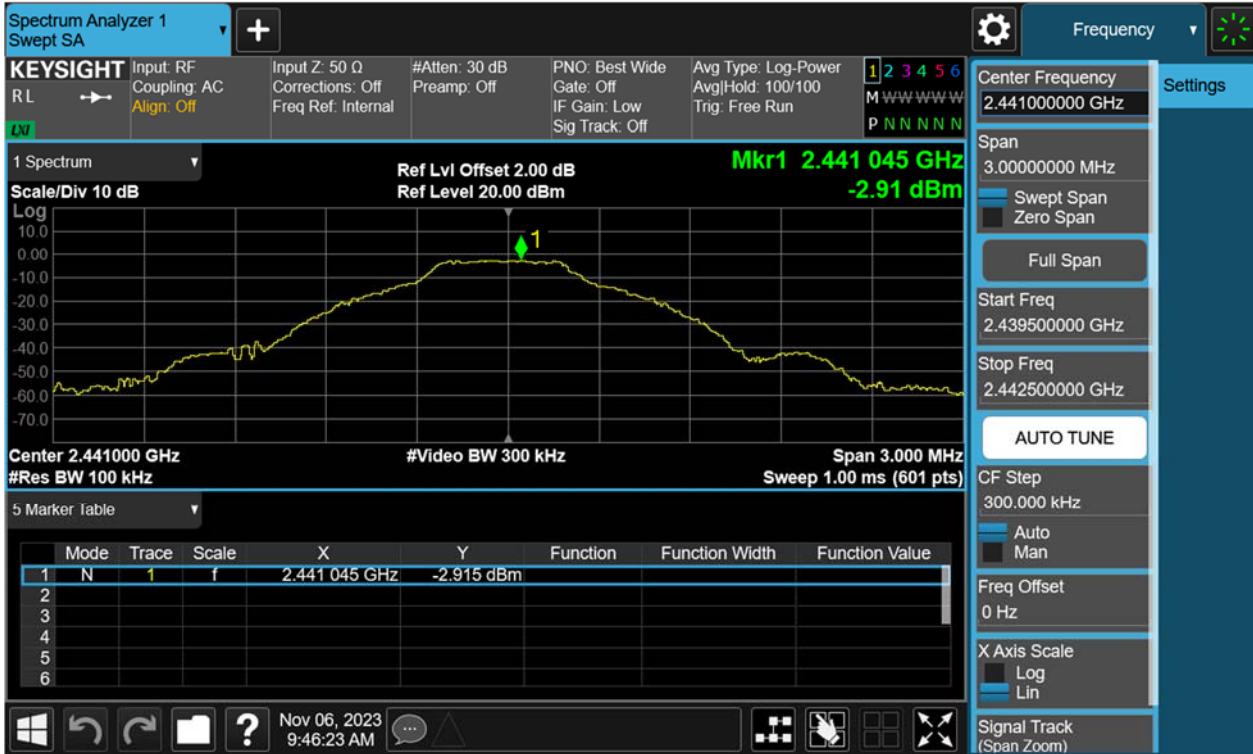 Spectrum Analyzer 1
Swept SA
+
Frequency
KEYSIGHT
R L
LXI
Input: RF
Coupling: AC
Align: Off
Input Z: 50 Ω
Corrections: Off
Freq Ref: Internal
#Atten: 30 dB
Preamp: Off
PNO: Best Wide
Gate: Off
IF Gain: Low
Sig Track: Off
Avg Type: Log-Power
Avg|Hold: 100/100
Trig: Free Run
1 2 3 4 5 6
M W W W W W
P N N N N N
1 Spectrum
Scale/Div 10 dB
Ref Lvl Offset 2.00 dB
Ref Level 20.00 dBm
Mkr1 2.441 045 GHz
-2.91 dBm
Log
10.0
0.00
-10.0
-20.0
-30.0
-40.0
-50.0
-60.0
-70.0
1
Center 2.441000 GHz
#Video BW 300 kHz
Span 3.000 MHz
#Res BW 100 kHz
Sweep 1.00 ms (601 pts)
5 Marker Table
Mode Trace Scale X Y Function Function Width Function Value
1 N 1 f 2.441 045 GHz -2.915 dBm
2
3
4
5
6
?
Nov 06, 2023
9:46:23 AM
Center Frequency
2.441000000 GHz
Settings
Span
3.00000000 MHz
Swept Span
Zero Span
Full Span
Start Freq
2.439500000 GHz
Stop Freq
2.442500000 GHz
AUTO TUNE
CF Step
300.000 kHz
Auto
Man
Freq Offset
0 Hz
X Axis Scale
Log
Lin
Signal Track
(Span Zoom)